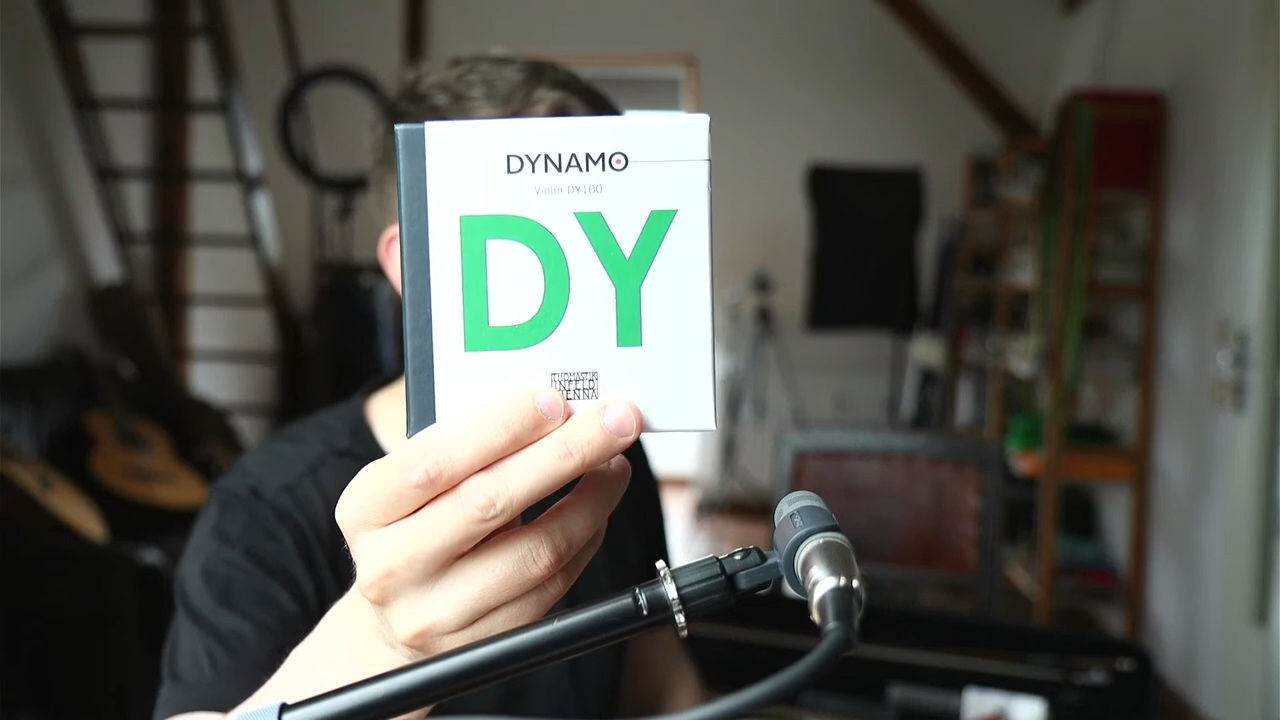 DYNAMO
Violin DY100
DY
THOMASTIK
INFELD
VIENNA